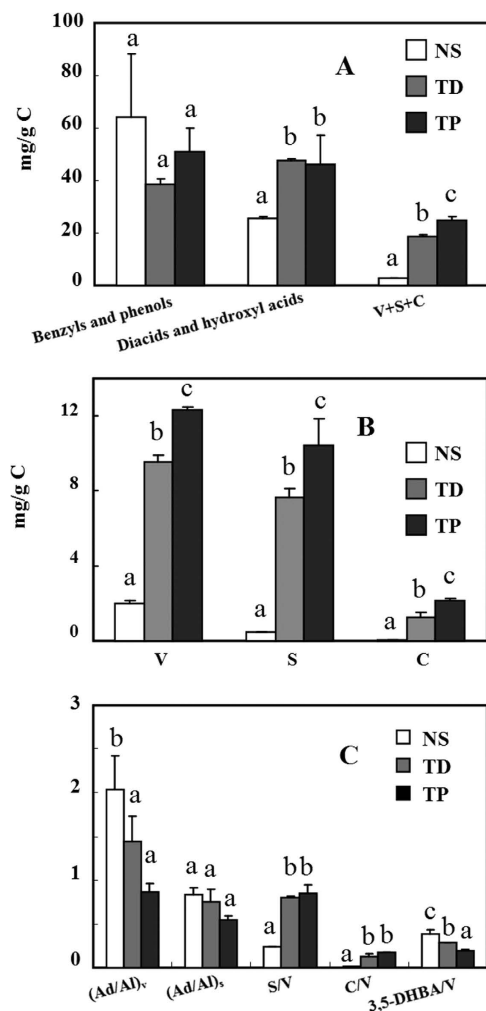 100
80
60
40
20
0
mg/g C
A
NS
TD
TP
a
a
a
a
b
b
a
b
c
Benzyls and phenols
Diacids and hydroxyl acids
V+S+C
12
8
4
0
mg/g C
B
NS
TD
TP
a
b
c
a
b
c
a
b
c
V
S
C
3
2
1
0
C
NS
TD
TP
b
a
a
a
a
a
a
b
b
a
b
b
c
b
a
(Ad/Al)v
(Ad/Al)s
S/V
C/V
3,5-DHBA/V